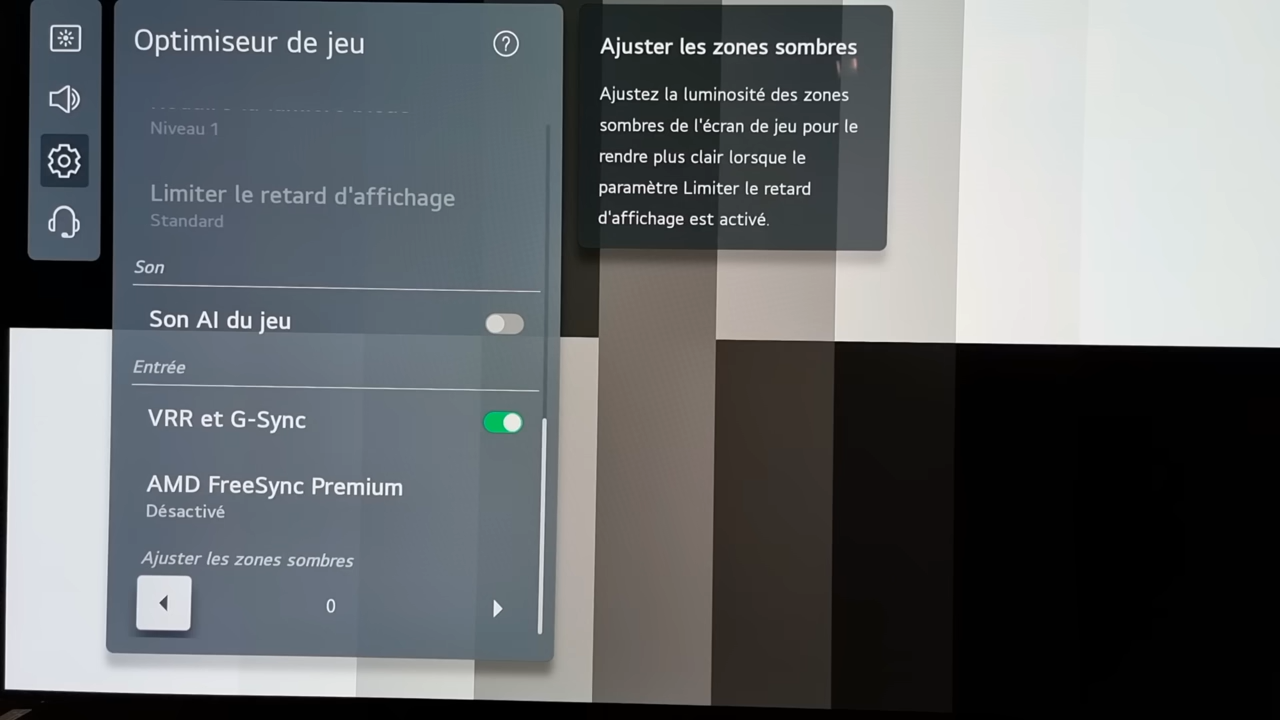 Optimiseur de jeu
?
Niveau 1
Limiter le retard d'affichage
Standard
Son
Son AI du jeu
Entrée
VRR et G-Sync
AMD FreeSync Premium
Désactivé
Ajuster les zones sombres
0
Ajuster les zones sombres
Ajustez la luminosité des zones
sombres de l'écran de jeu pour le
rendre plus clair lorsque le
paramètre Limiter le retard
d'affichage est activé.